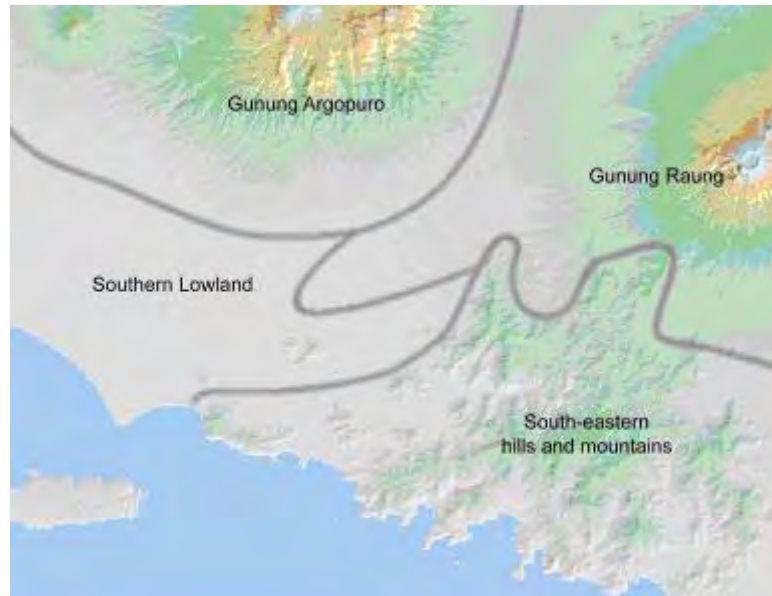 Gunung Argopuro
Gunung Raung
Southern Lowland
South-eastern
hills and mountains